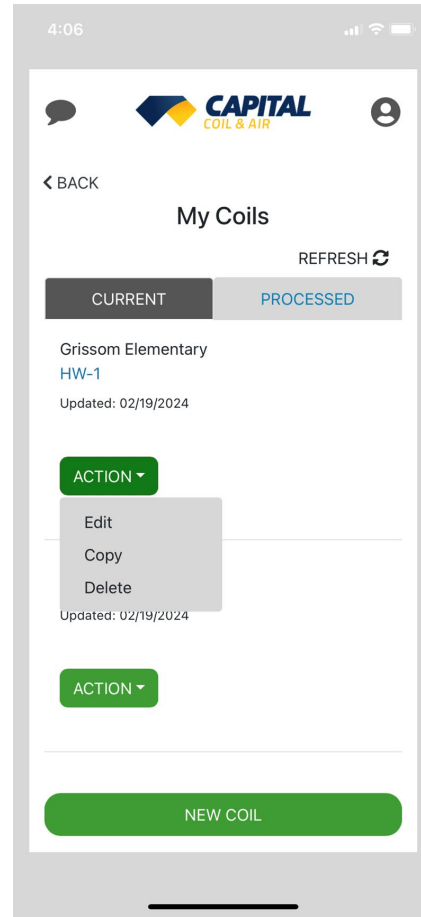 4:06
CAPITAL
COIL & AIR
BACK
My Coils
REFRESH
CURRENT PROCESSED
Grissom Elementary
HW-1
Updated: 02/19/2024
ACTION
Edit
Copy
Delete
Updated: 02/19/2024
ACTION
NEW COIL